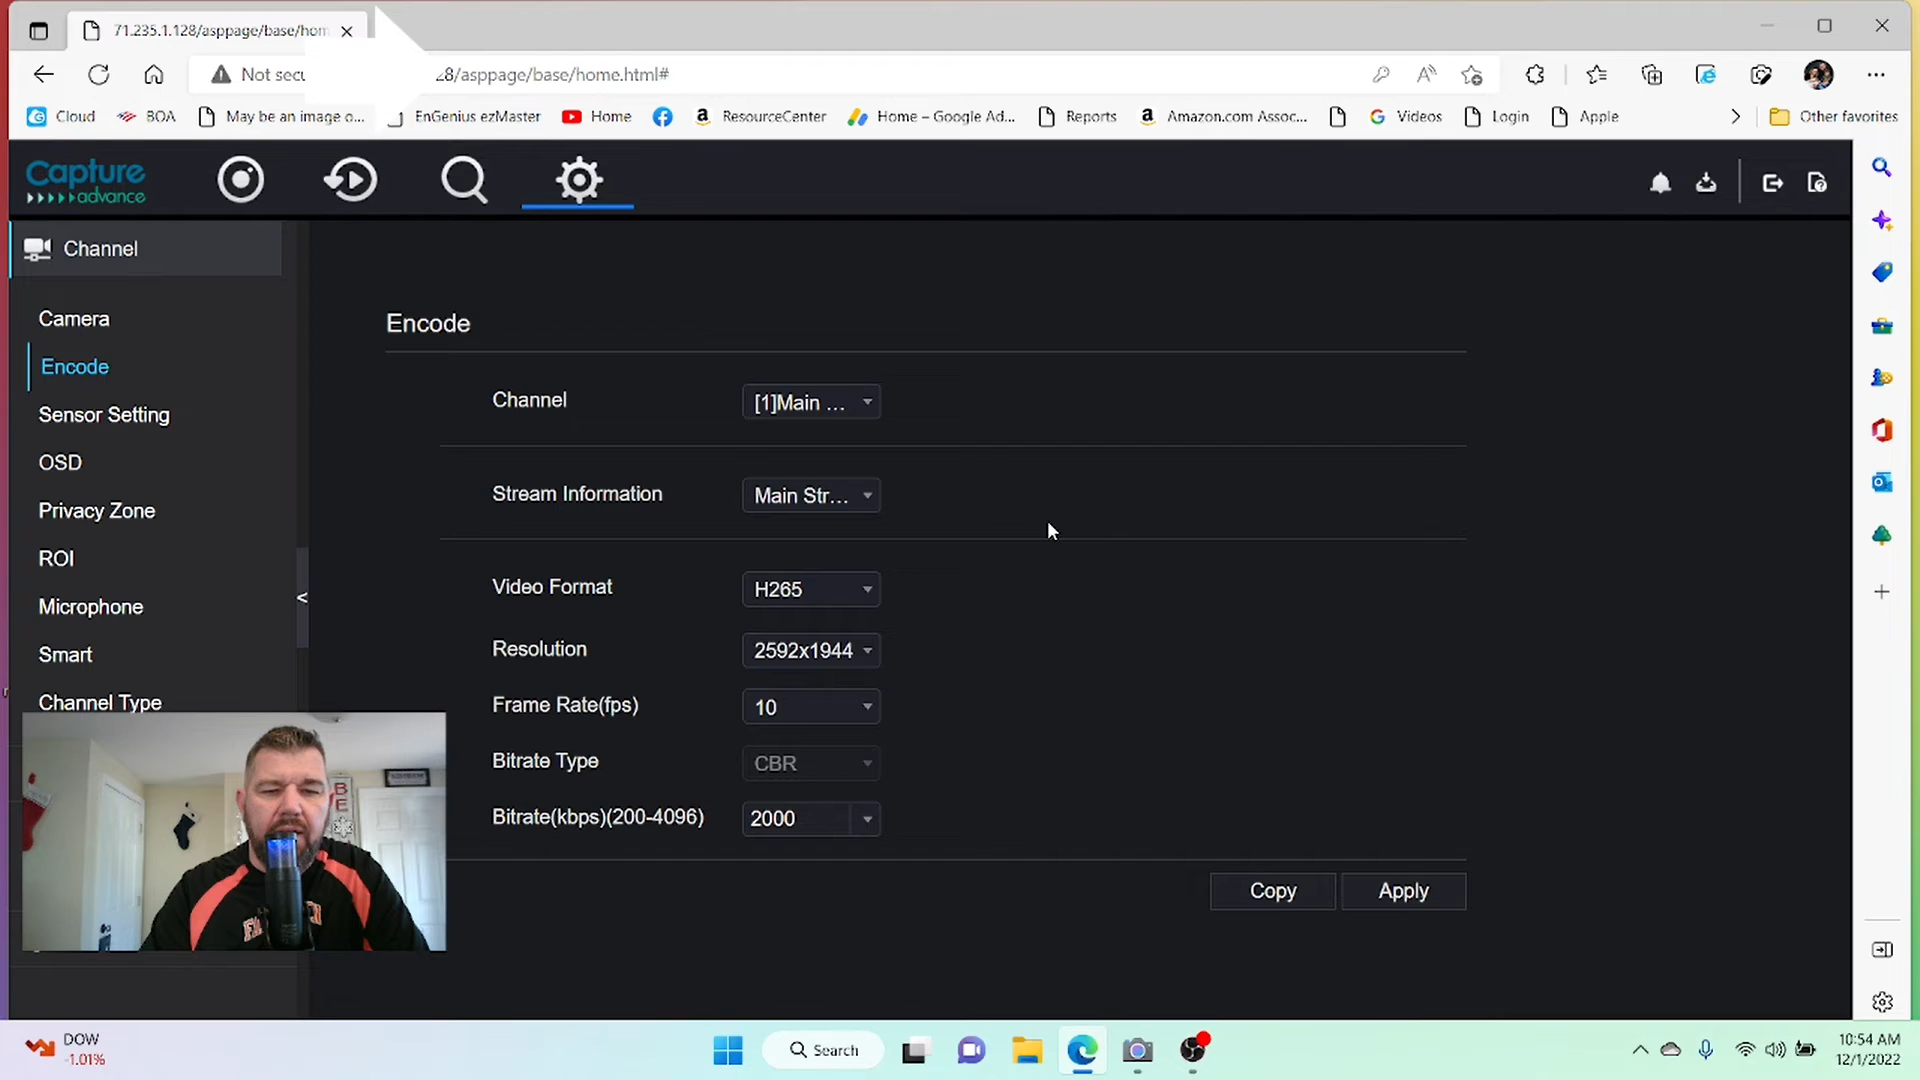 71.235.1.128/asppage/base/hom
Not secu 28/asppage/base/home.html#
Cloud BOA May be an image o... EnGenius ezMaster Home ResourceCenter Home – Google Ad... Reports Amazon.com Assoc... Videos Login Apple Other favorites
Capture
advance
Channel
Camera
Encode
Sensor Setting
OSD
Privacy Zone
ROI
Microphone
Smart
Channel Type
<
Encode
Channel [1]Main ...
Stream Information Main Str...
Video Format H265
Resolution 2592x1944
Frame Rate(fps) 10
Bitrate Type CBR
Bitrate(kbps)(200-4096) 2000
Copy Apply
BE
DOW
-1.01%
Search
10:54 AM
12/1/2022